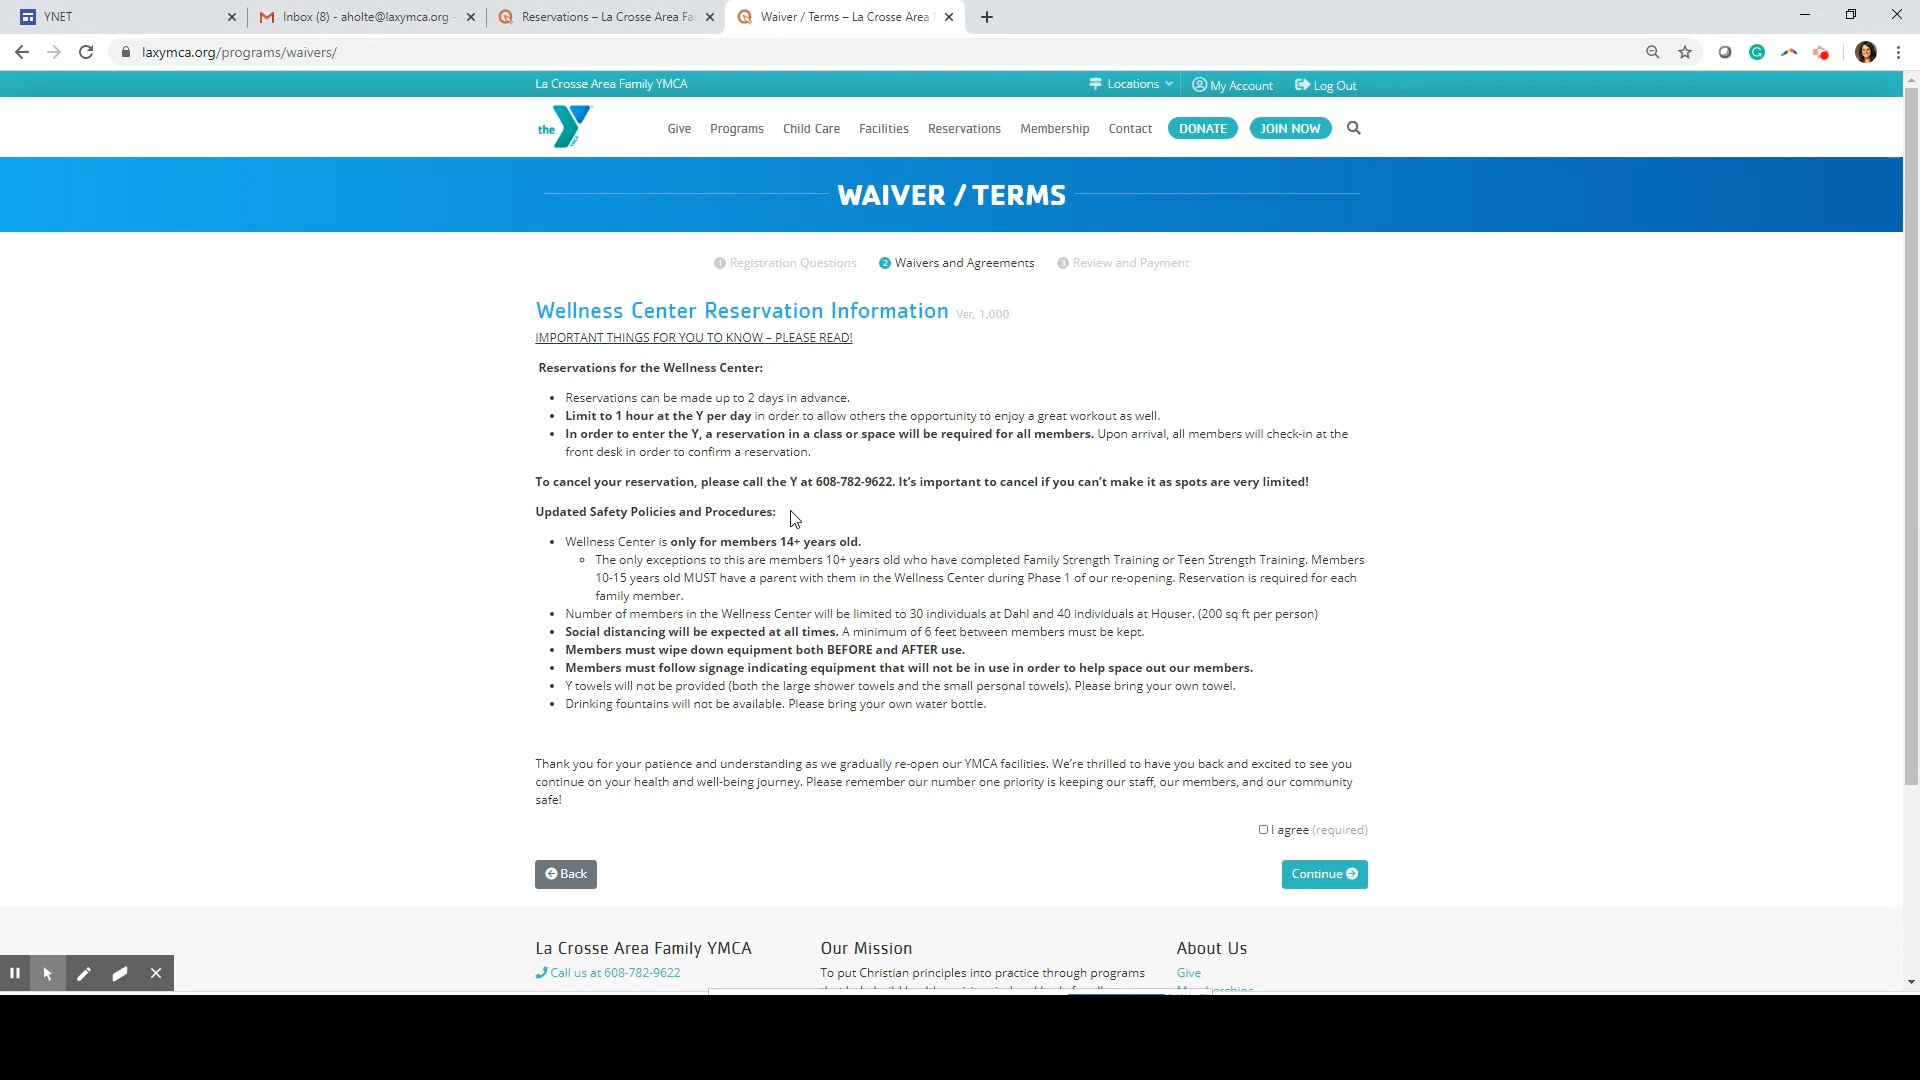 YNET
Inbox (8) - aholte@laxymca.org -
Reservations – La Crosse Area Fa
Waiver / Terms – La Crosse Area
laxymca.org/programs/waivers/
La Crosse Area Family YMCA
Locations
My Account
Log Out
the Y
Give
Programs
Child Care
Facilities
Reservations
Membership
Contact
DONATE
JOIN NOW
WAIVER / TERMS
1 Registration Questions
2 Waivers and Agreements
3 Review and Payment
Wellness Center Reservation Information Ver. 1.000
IMPORTANT THINGS FOR YOU TO KNOW – PLEASE READ!
Reservations for the Wellness Center:
• Reservations can be made up to 2 days in advance.
• Limit to 1 hour at the Y per day in order to allow others the opportunity to enjoy a great workout as well.
• In order to enter the Y, a reservation in a class or space will be required for all members. Upon arrival, all members will check-in at the
front desk in order to confirm a reservation.
To cancel your reservation, please call the Y at 608-782-9622. It's important to cancel if you can't make it as spots are very limited!
Updated Safety Policies and Procedures:
• Wellness Center is only for members 14+ years old.
◦ The only exceptions to this are members 10+ years old who have completed Family Strength Training or Teen Strength Training. Members
10-15 years old MUST have a parent with them in the Wellness Center during Phase 1 of our re-opening. Reservation is required for each
family member.
• Number of members in the Wellness Center will be limited to 30 individuals at Dahl and 40 individuals at Houser. (200 sq ft per person)
• Social distancing will be expected at all times. A minimum of 6 feet between members must be kept.
• Members must wipe down equipment both BEFORE and AFTER use.
• Members must follow signage indicating equipment that will not be in use in order to help space out our members.
• Y towels will not be provided (both the large shower towels and the small personal towels). Please bring your own towel.
• Drinking fountains will not be available. Please bring your own water bottle.
Thank you for your patience and understanding as we gradually re-open our YMCA facilities. We're thrilled to have you back and excited to see you
continue on your health and well-being journey. Please remember our number one priority is keeping our staff, our members, and our community
safe!
I agree (required)
Back
Continue
La Crosse Area Family YMCA
Our Mission
About Us
Call us at 608-782-9622
To put Christian principles into practice through programs
Give